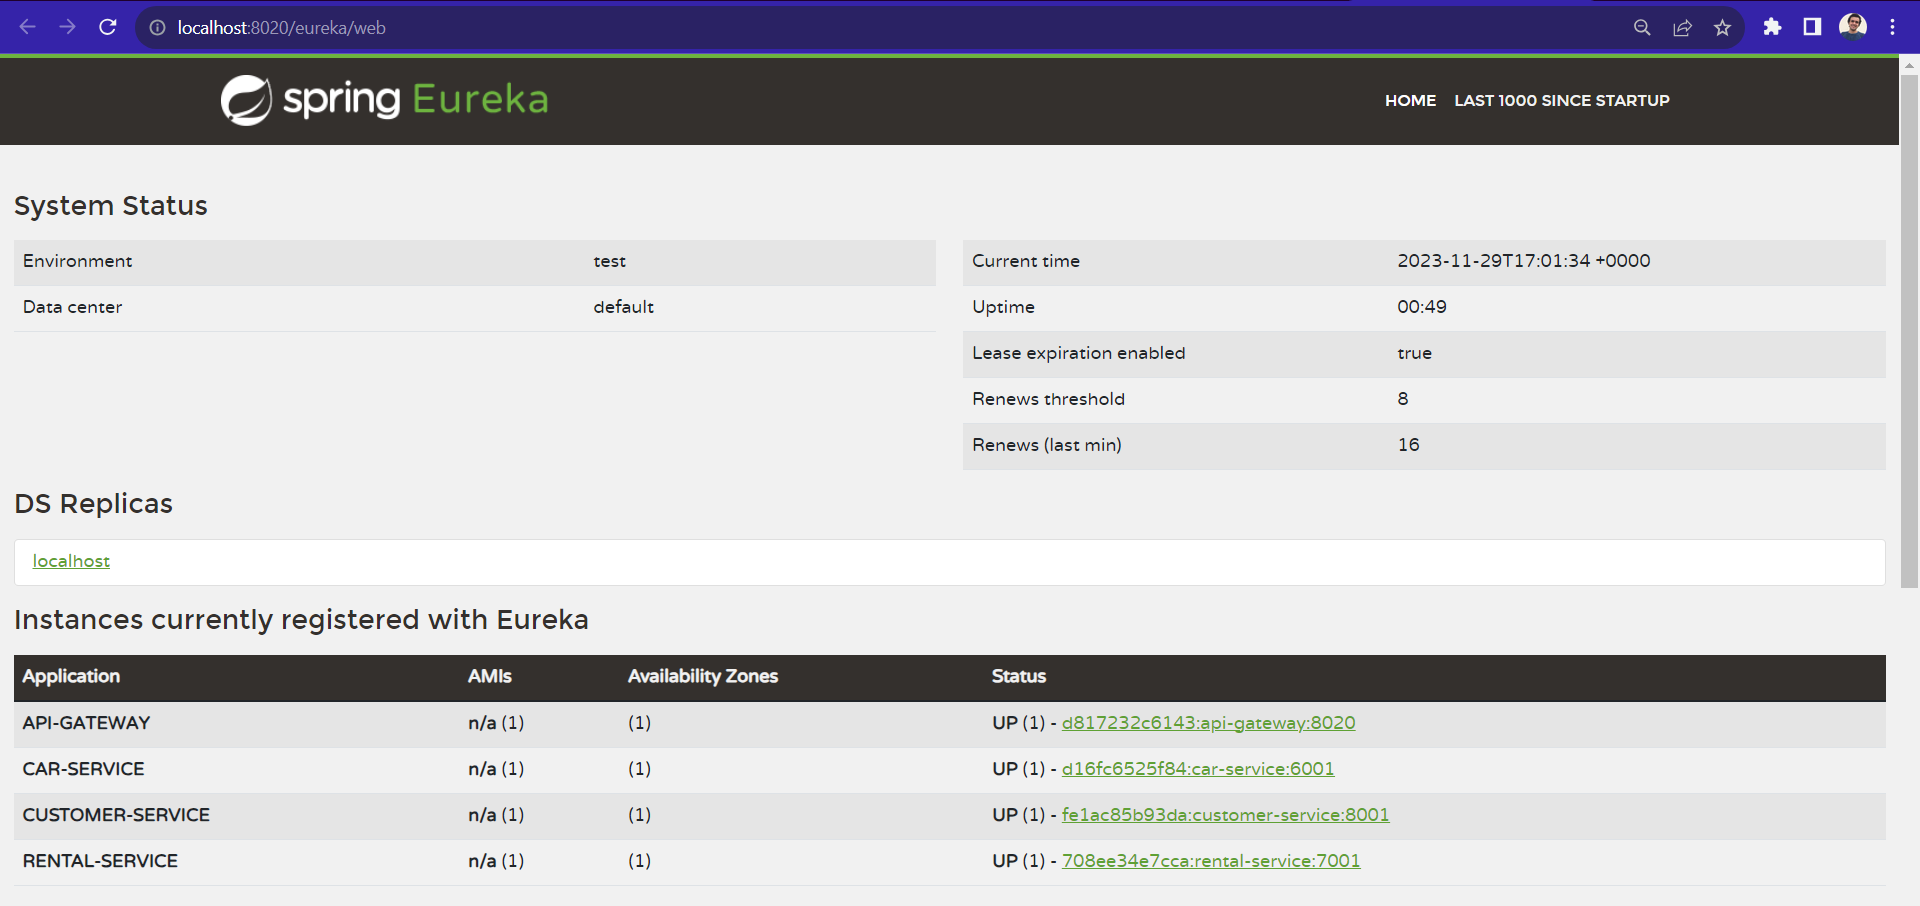 localhost:8020/eureka/web
spring Eureka
HOME LAST 1000 SINCE STARTUP
System Status
Environment test
Data center default
Current time 2023-11-29T17:01:34 +0000
Uptime 00:49
Lease expiration enabled true
Renews threshold 8
Renews (last min) 16
DS Replicas
localhost
Instances currently registered with Eureka
Application AMIs Availability Zones Status
API-GATEWAY n/a (1) (1) UP (1) - d817232c6143:api-gateway:8020
CAR-SERVICE n/a (1) (1) UP (1) - d16fc6525f84:car-service:6001
CUSTOMER-SERVICE n/a (1) (1) UP (1) - fe1ac85b93da:customer-service:8001
RENTAL-SERVICE n/a (1) (1) UP (1) - 708ee34e7cca:rental-service:7001